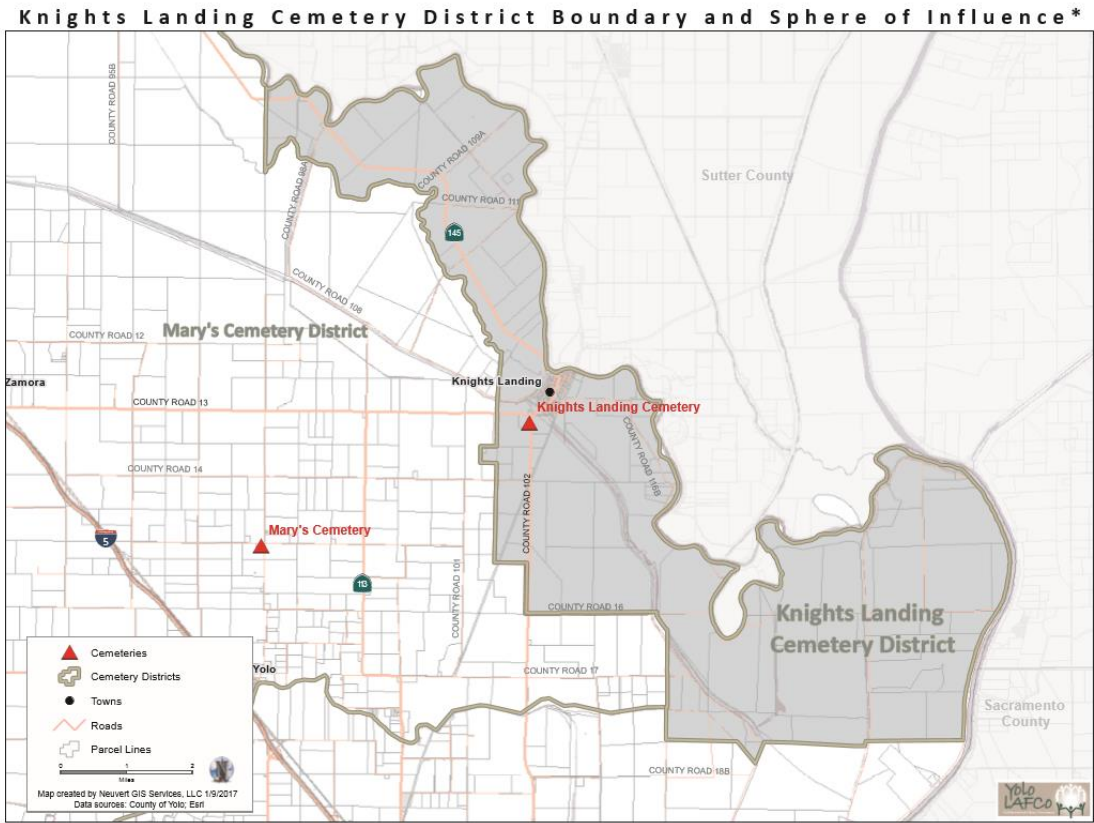 Knights Landing Cemetery District Boundary and Sphere of Influence*
COUNTY ROAD 95B
COUNTY ROAD 98A
COUNTY ROAD 109A
COUNTY ROAD 111
Sutter County
145
COUNTY ROAD 108
Mary's Cemetery District
COUNTY ROAD 12
Zamora
Knights Landing
COUNTY ROAD 13
Knights Landing Cemetery
COUNTY ROAD 116B
COUNTY ROAD 14
COUNTY ROAD 102
Mary's Cemetery
5
113
COUNTY ROAD 101
COUNTY ROAD 16
Knights Landing
Cemetery District
Yolo
COUNTY ROAD 17
Sacramento
County
COUNTY ROAD 18B
Cemeteries
Cemetery Districts
Towns
Roads
Parcel Lines
0 1 2
Miles
Map created by Neuvert GIS Services, LLC 1/9/2017
Data sources: County of Yolo; Esri
YOLO
LAFCO